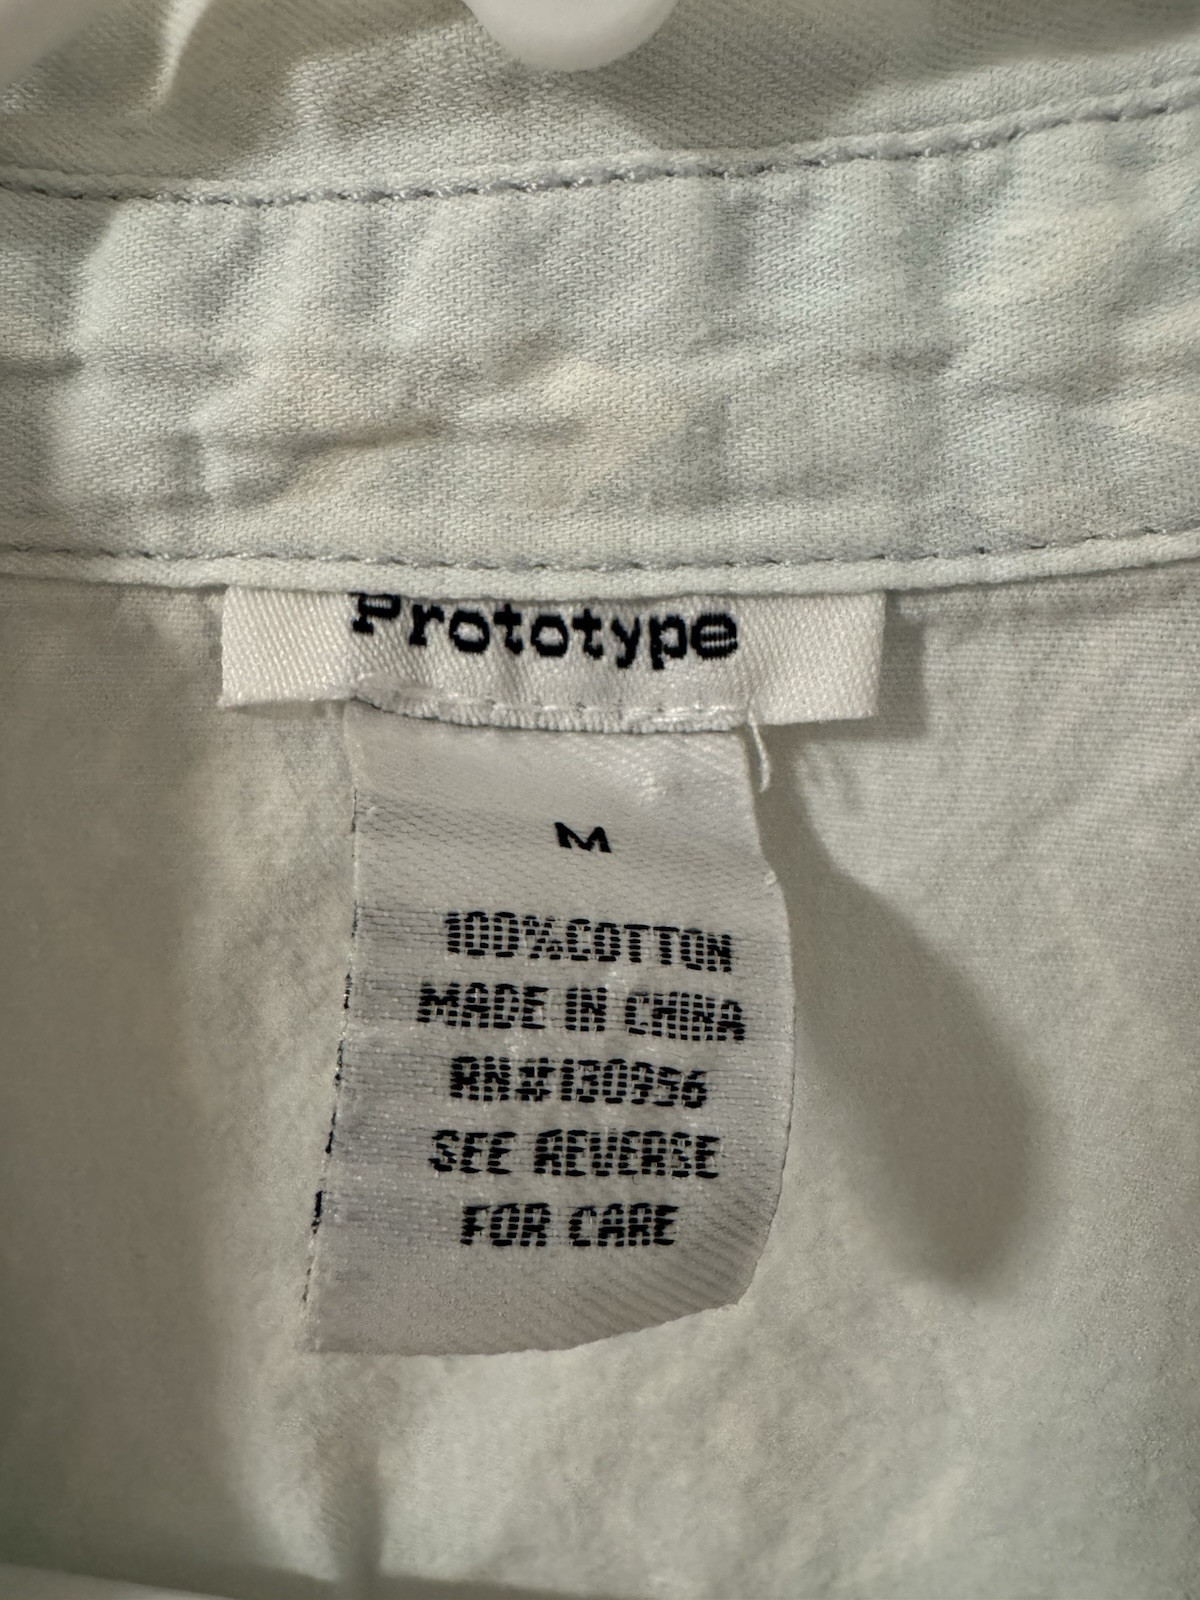 Prototype
M
100%COTTON
MADE IN CHINA
RN#130956
SEE REVERSE
FOR CARE